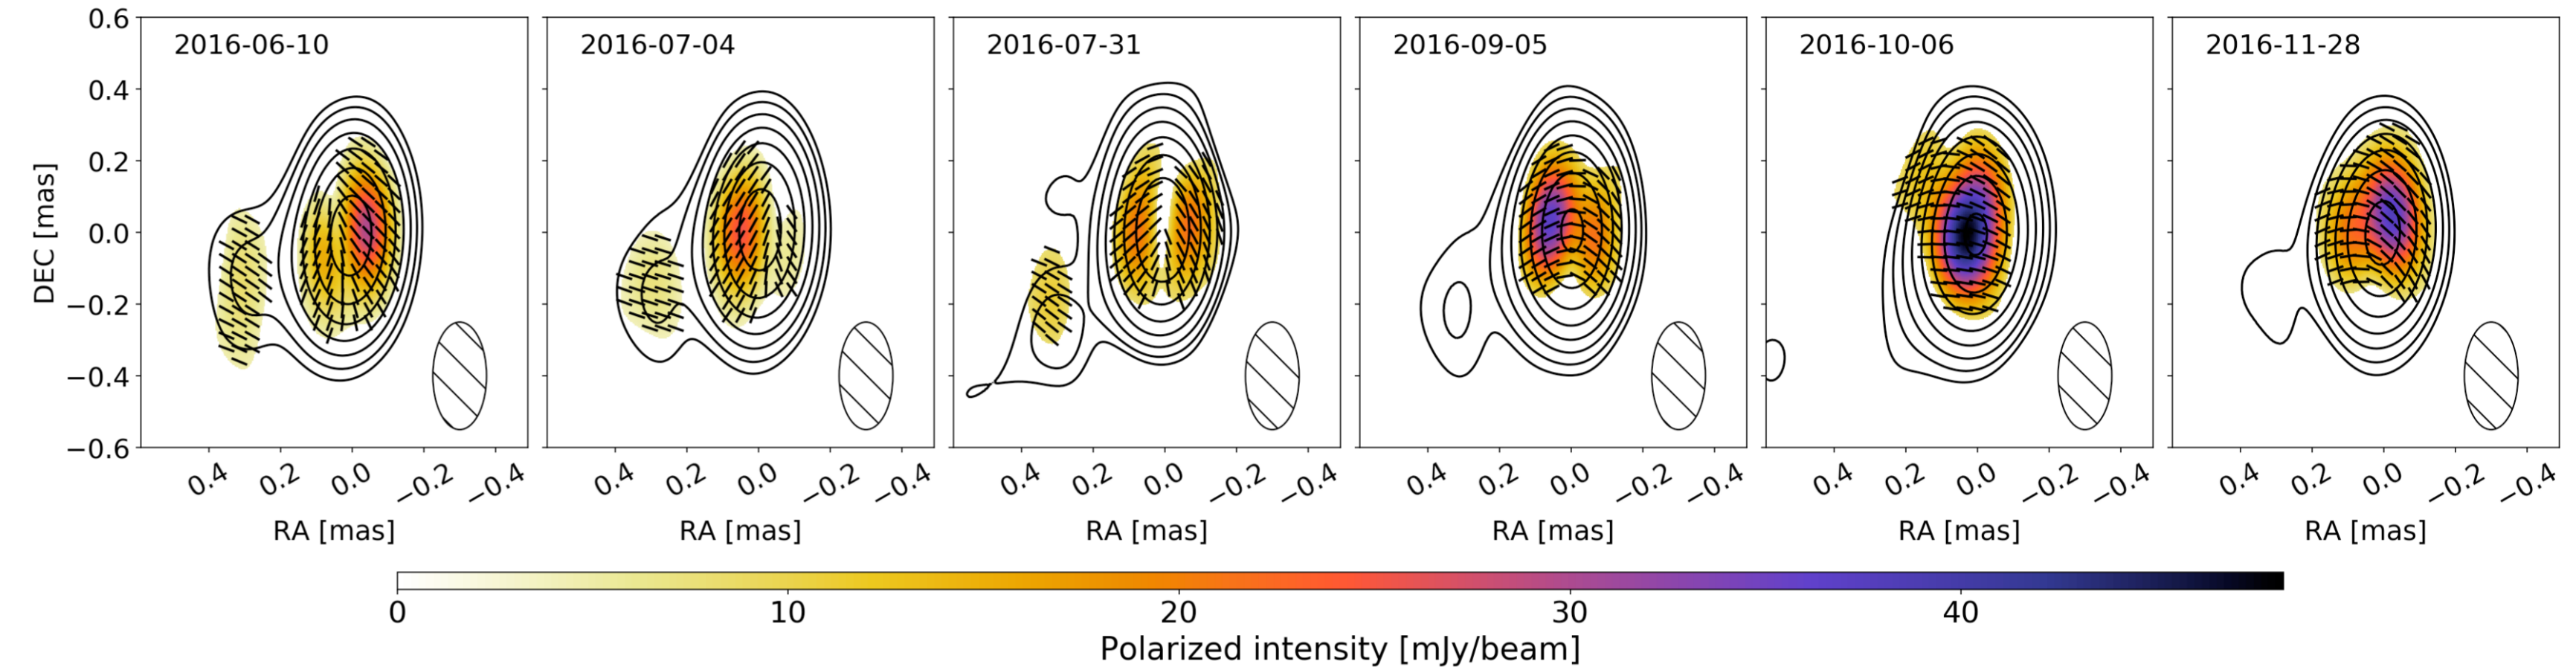 2016-06-10 2016-07-04 2016-07-31 2016-09-05 2016-10-06 2016-11-28
0.6
0.4
0.2
0.0
−0.2
−0.4
−0.6
DEC [mas]
0.4 0.2 0.0 −0.2 −0.4 0.4 0.2 0.0 −0.2 −0.4 0.4 0.2 0.0 −0.2 −0.4 0.4 0.2 0.0 −0.2 −0.4 0.4 0.2 0.0 −0.2 −0.4 0.4 0.2 0.0 −0.2 −0.4
RA [mas] RA [mas] RA [mas] RA [mas] RA [mas] RA [mas]
0 10 20 30 40
Polarized intensity [mJy/beam]